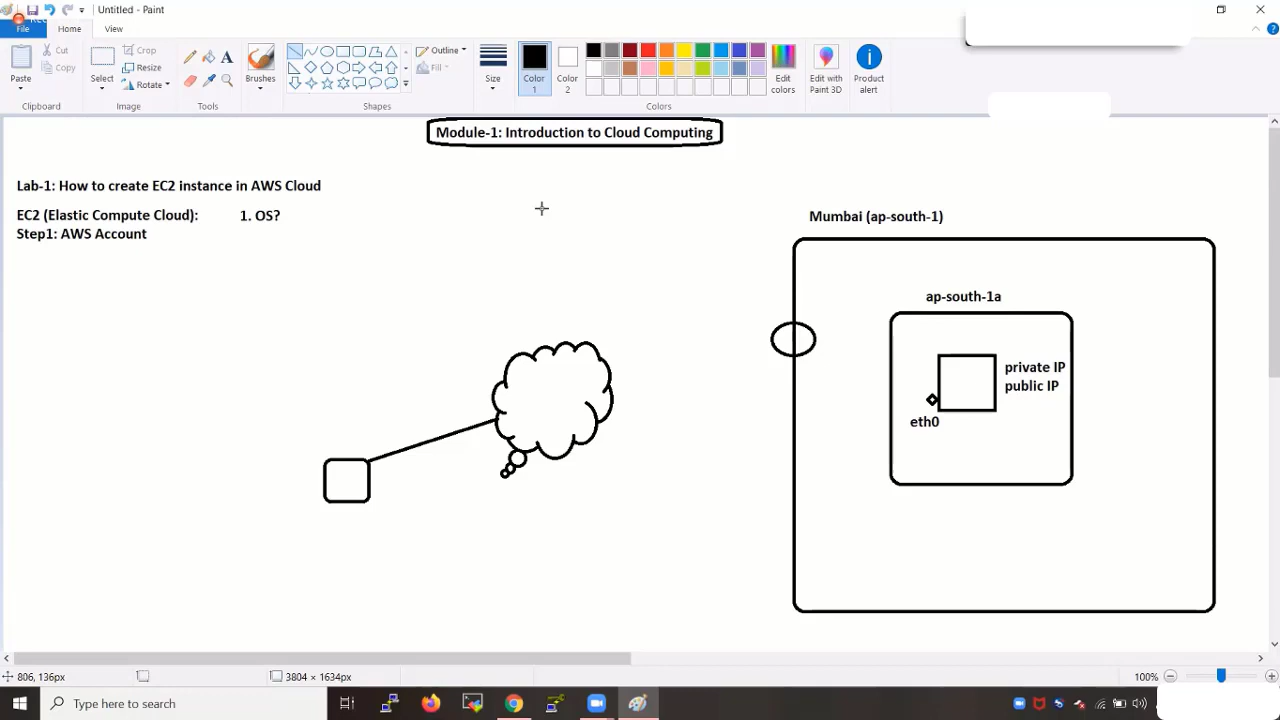 Untitled - Paint
File
Home
View
Paste
Cut
Copy
Clipboard
Select
Crop
Resize
Rotate
Image
Tools
Brushes
Shapes
Outline
Fill
Size
Color 1
Color 2
Colors
Edit colors
Edit with Paint 3D
Product alert
Module-1: Introduction to Cloud Computing
Lab-1: How to create EC2 instance in AWS Cloud
EC2 (Elastic Compute Cloud): 1. OS?
Step1: AWS Account
Mumbai (ap-south-1)
ap-south-1a
private IP
public IP
eth0
806, 136px
3804 × 1634px
100%
Type here to search